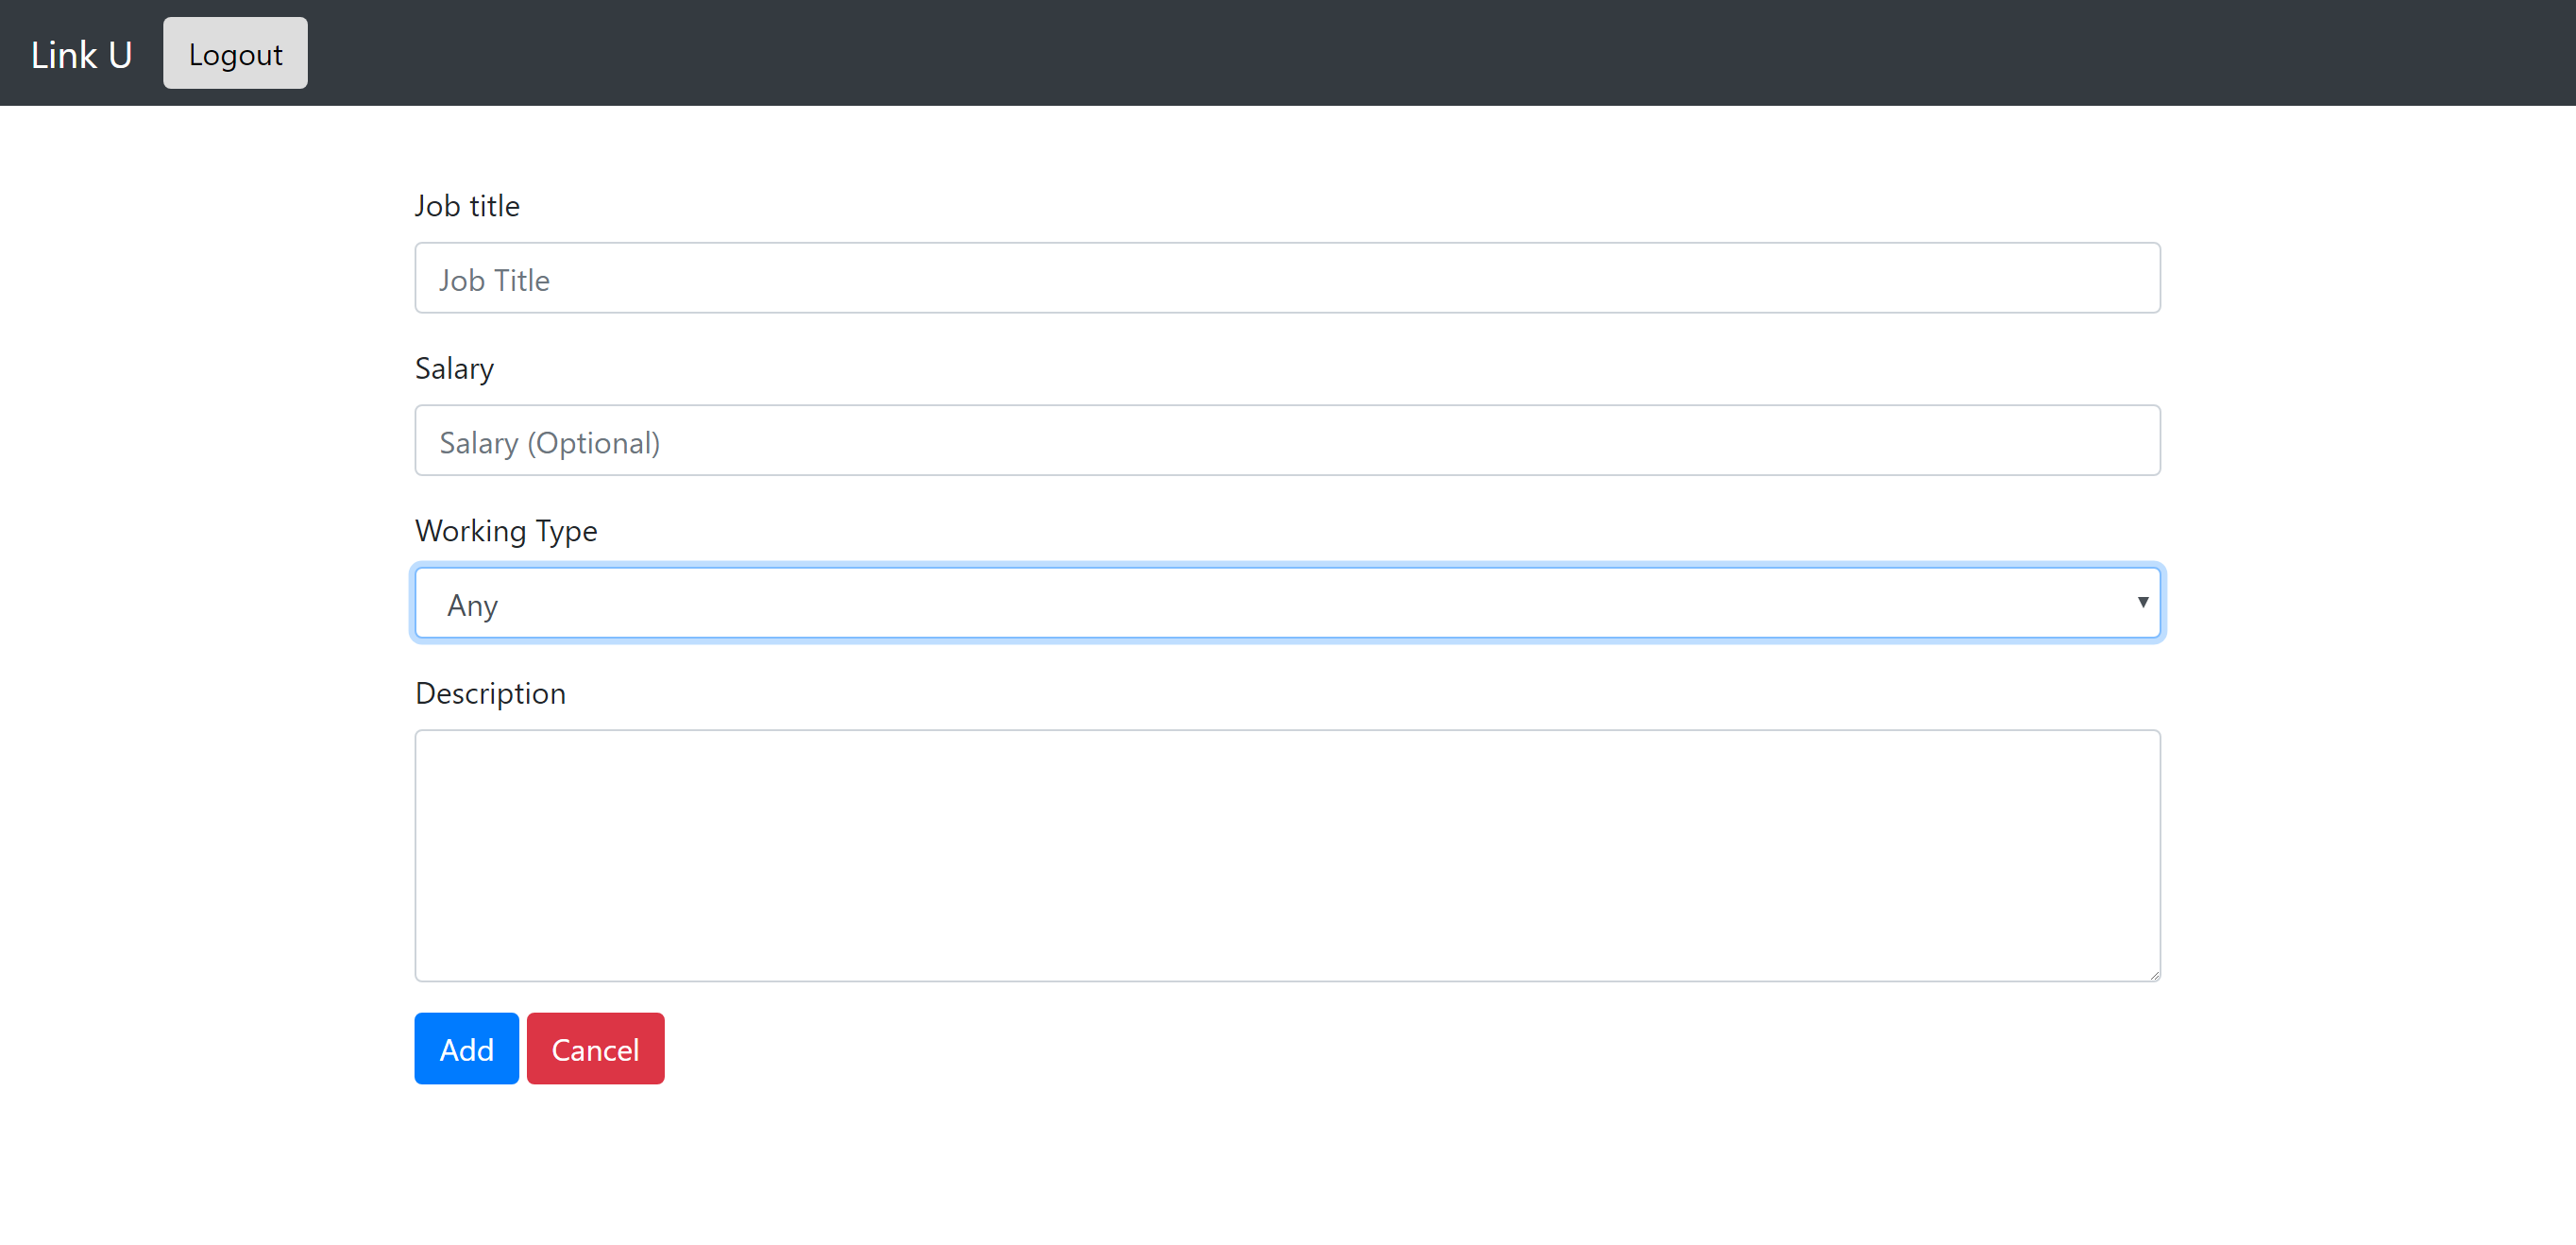 Link U Logout
Job title
Job Title
Salary
Salary (Optional)
Working Type
Any
Description
Add Cancel